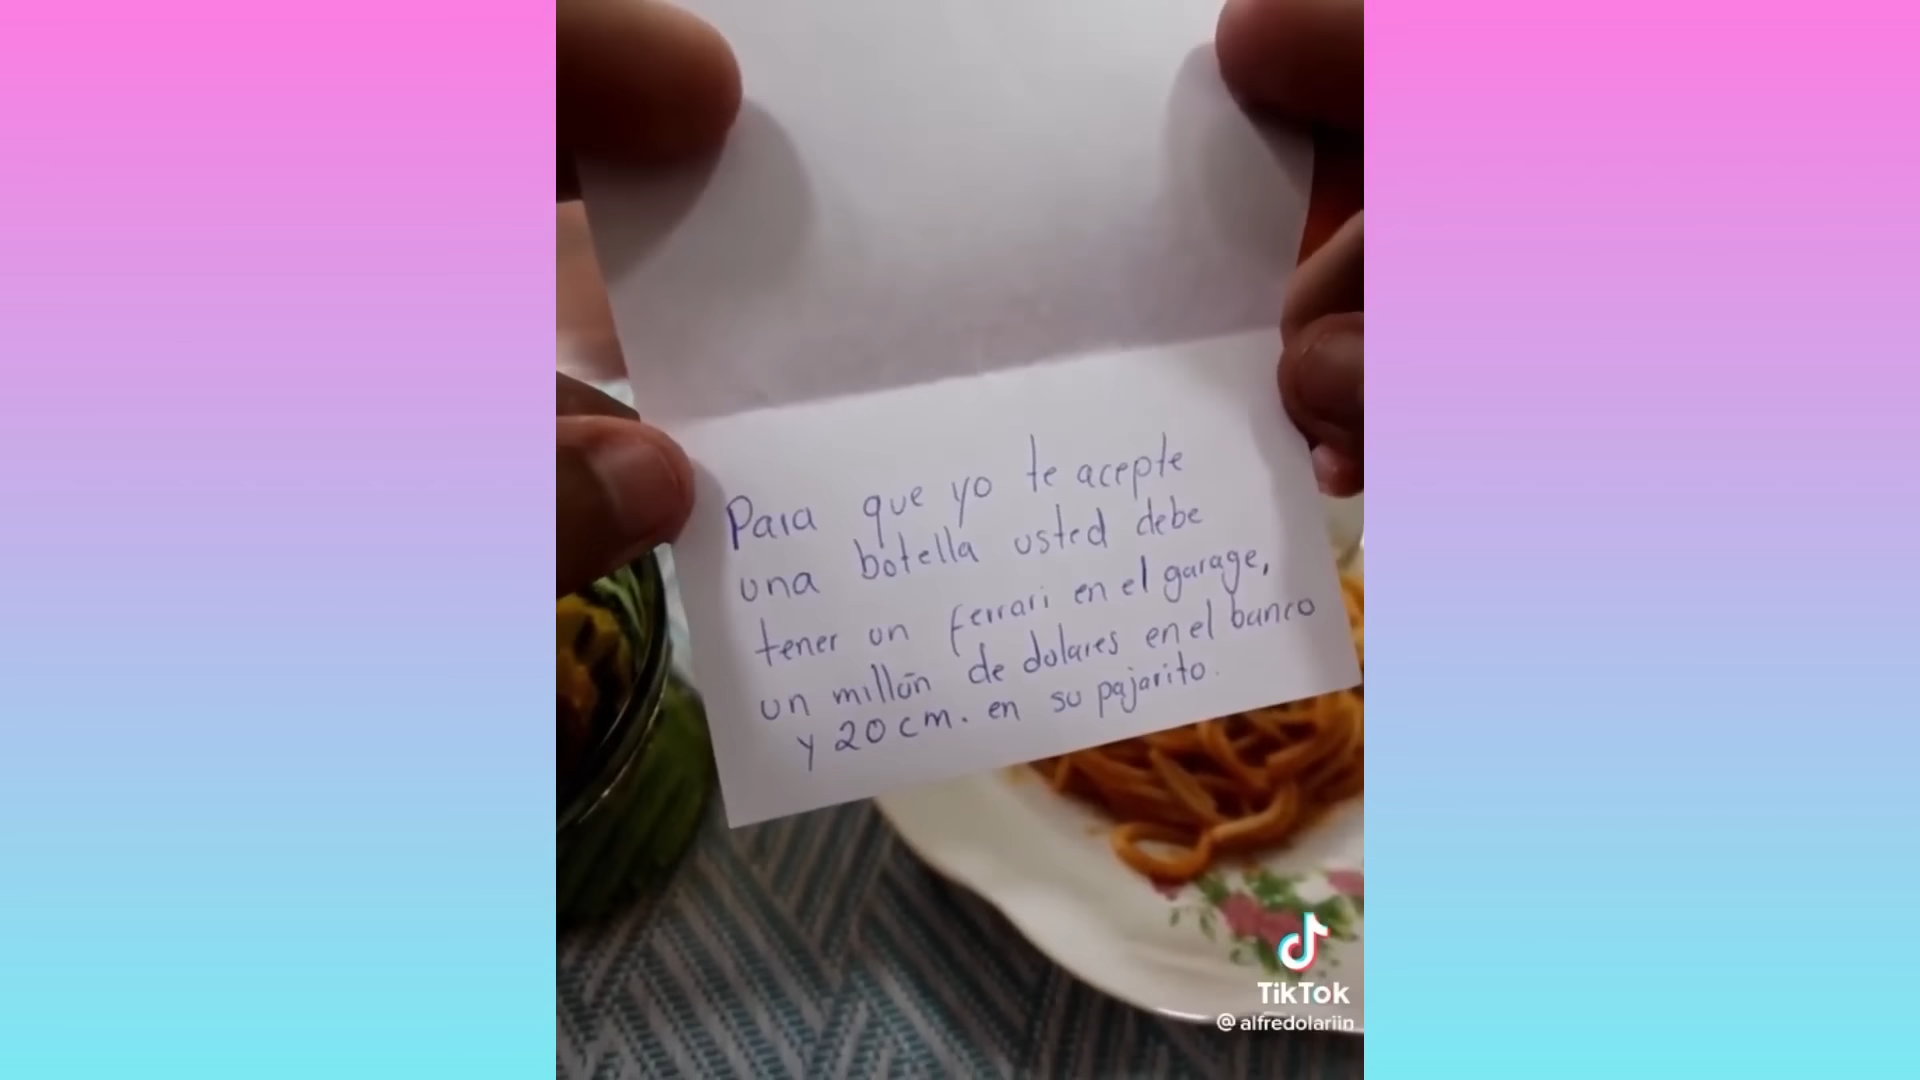 Para que yo te acepte
una botella usted debe
tener un ferrari en el garage,
un millón de dolares en el banco
y 20 cm. en su pajarito.
TikTok
@alfredolariin